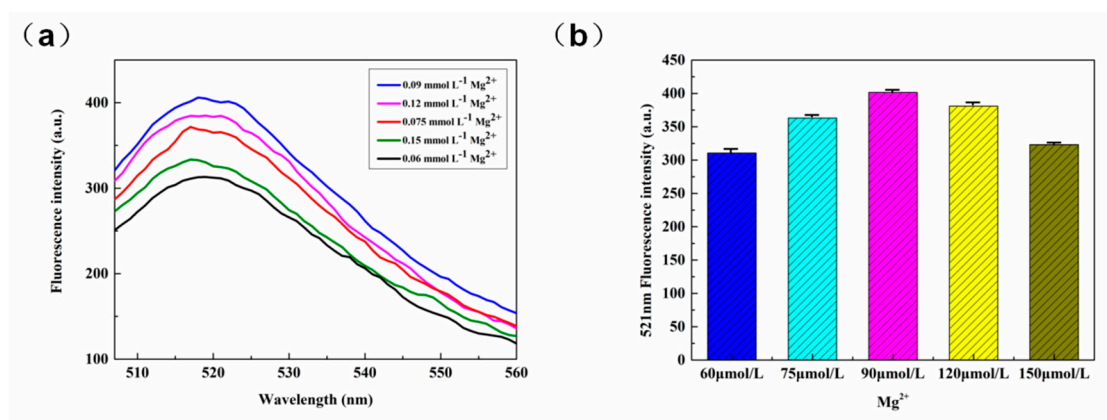 （a）
400
300
200
100
Fluorescence intensity (a.u.)
0.09 mmol L⁻¹ Mg²⁺
0.12 mmol L⁻¹ Mg²⁺
0.075 mmol L⁻¹ Mg²⁺
0.15 mmol L⁻¹ Mg²⁺
0.06 mmol L⁻¹ Mg²⁺
510 520 530 540 550 560
Wavelength (nm)
（b）
450
400
350
300
250
200
150
100
50
0
521nm Fluorescence intensity (a.u.)
60μmol/L 75μmol/L 90μmol/L 120μmol/L 150μmol/L
Mg²⁺